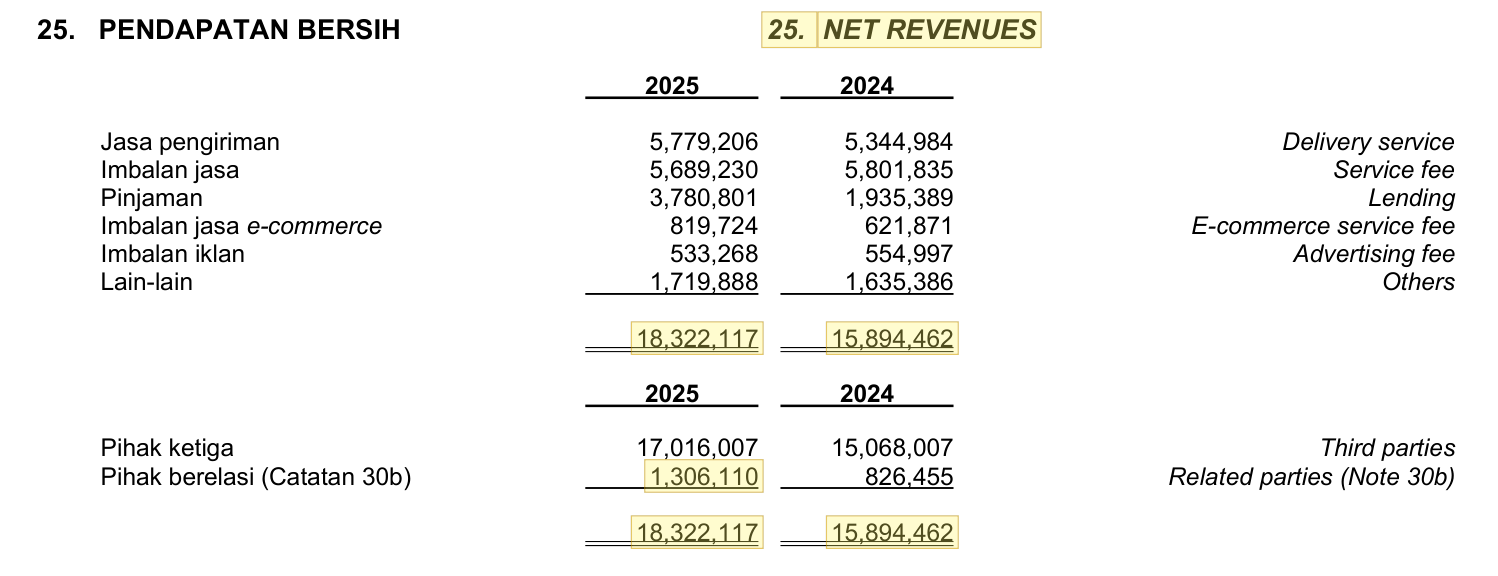 25. PENDAPATAN BERSIH 25. NET REVENUES
2025 2024
Jasa pengiriman 5,779,206 5,344,984 Delivery service
Imbalan jasa 5,689,230 5,801,835 Service fee
Pinjaman 3,780,801 1,935,389 Lending
Imbalan jasa e-commerce 819,724 621,871 E-commerce service fee
Imbalan iklan 533,268 554,997 Advertising fee
Lain-lain 1,719,888 1,635,386 Others
18,322,117 15,894,462
2025 2024
Pihak ketiga 17,016,007 15,068,007 Third parties
Pihak berelasi (Catatan 30b) 1,306,110 826,455 Related parties (Note 30b)
18,322,117 15,894,462